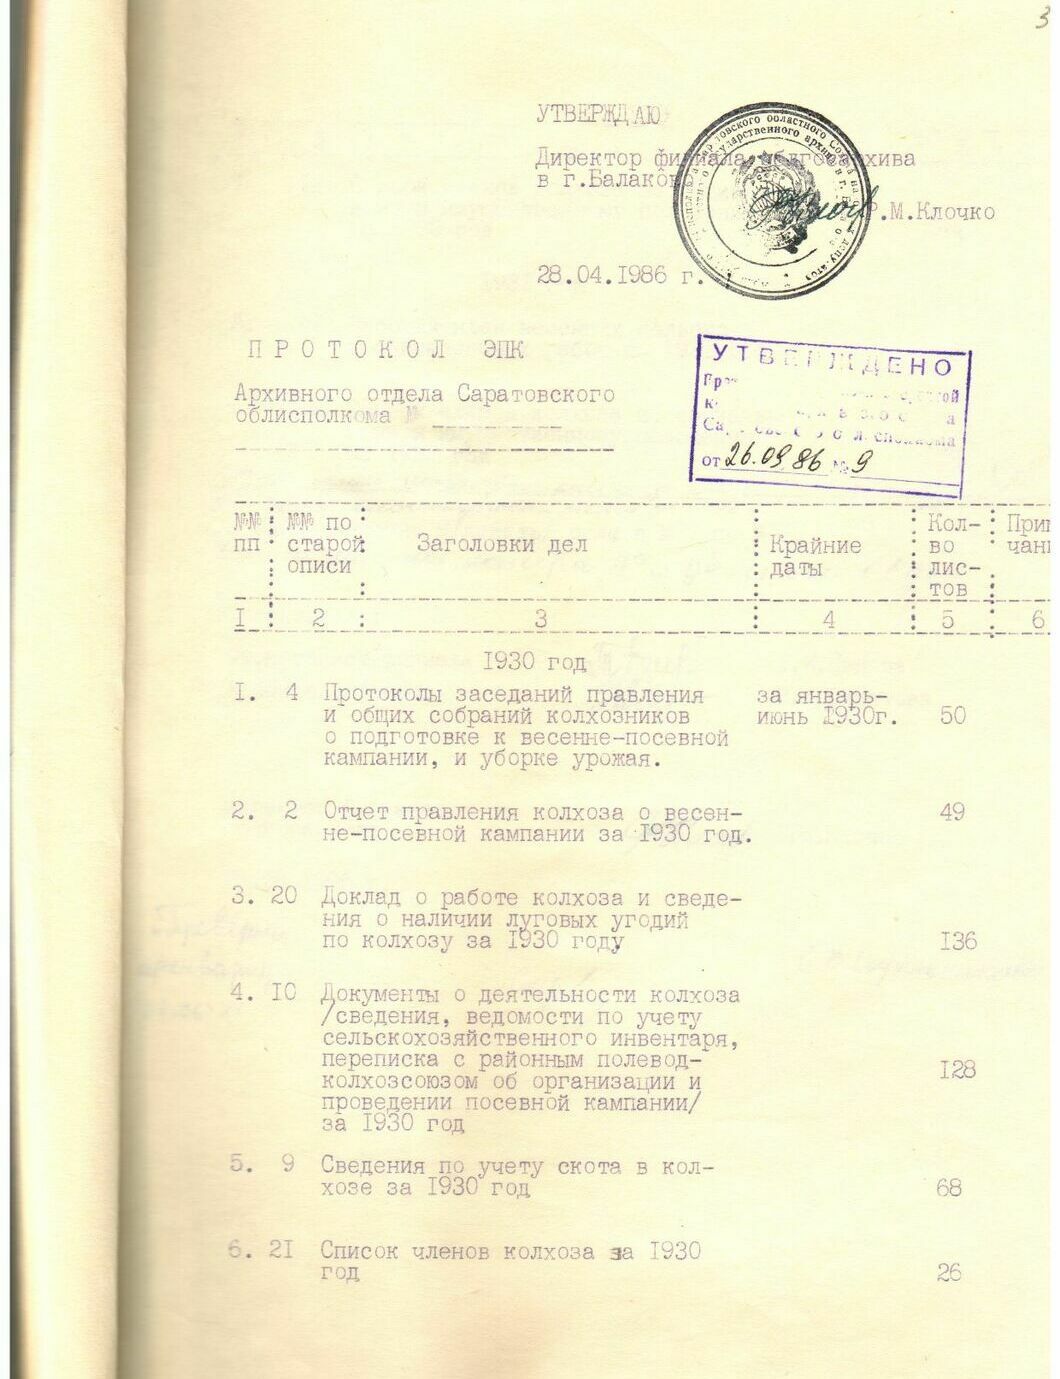 3
УТВЕРЖДАЮ
Директор филиала облгосархива
в г.Балаково
Р.М.Клочко
28.04.1986 г.
ПРОТОКОЛ ЭПК
УТВЕРЖДЕНО
Архивного отдела Саратовского
облисполкома №
от 26.09 86 № 9
№№ пп
№№ по старой описи
Заголовки дел
Крайние даты
Кол-во лис-тов
При
чан
1 2 3 4 5 6
1930 год
1. 4 Протоколы заседаний правления за январь-
и общих собраний колхозников июнь 1930г. 50
о подготовке к весенне-посевной
кампании, и уборке урожая.
2. 2 Отчет правления колхоза о весен- 49
не-посевной кампании за 1930 год.
3. 20 Доклад о работе колхоза и сведе-
ния о наличии луговых угодий
по колхозу за 1930 году 136
4. 10 Документы о деятельности колхоза
/сведения, ведомости по учету
сельскохозяйственного инвентаря,
переписка с районным полевод-
колхозсоюзом об организации и 128
проведении посевной кампании/
за 1930 год
5. 9 Сведения по учету скота в кол-
хозе за 1930 год 68
6. 21 Список членов колхоза за 1930
год 26